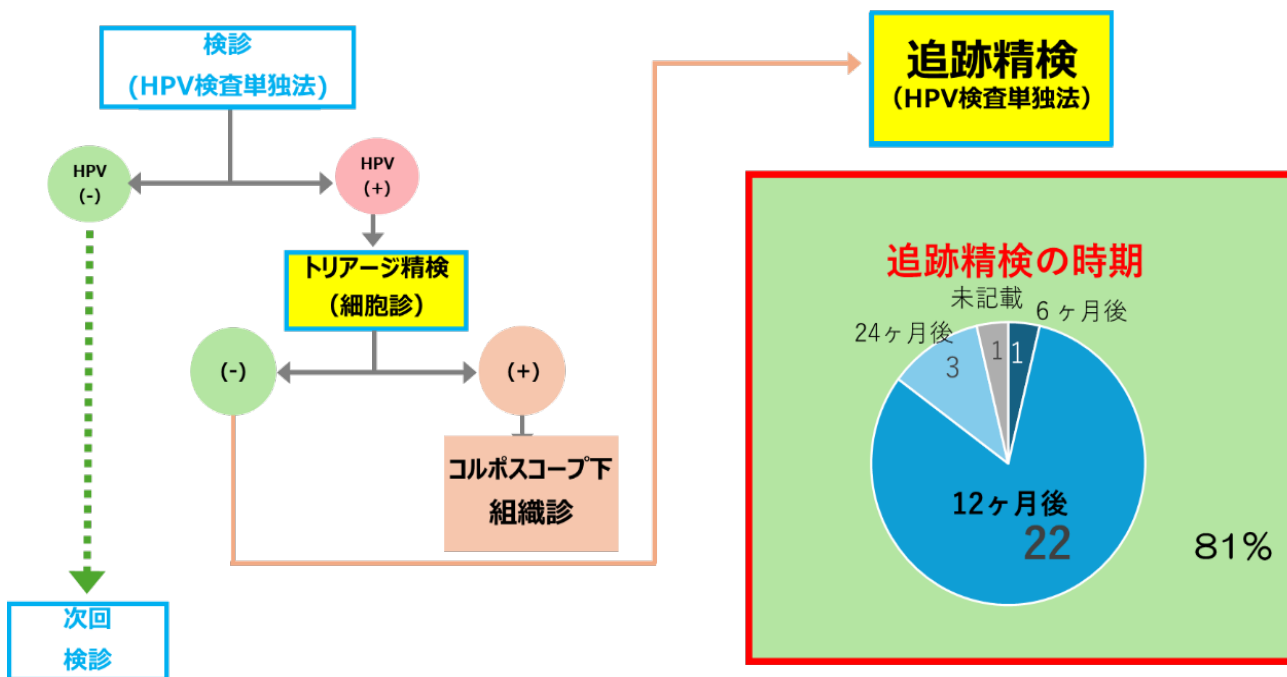 検診
(HPV検査単独法)
HPV
(-)
HPV
(+)
トリアージ精検
(細胞診)
(-)
(+)
コルポスコープ下
組織診
次回
検診
追跡精検
(HPV検査単独法)
追跡精検の時期
未記載
6ヶ月後
24ヶ月後
3
1
1
12ヶ月後
22
81%